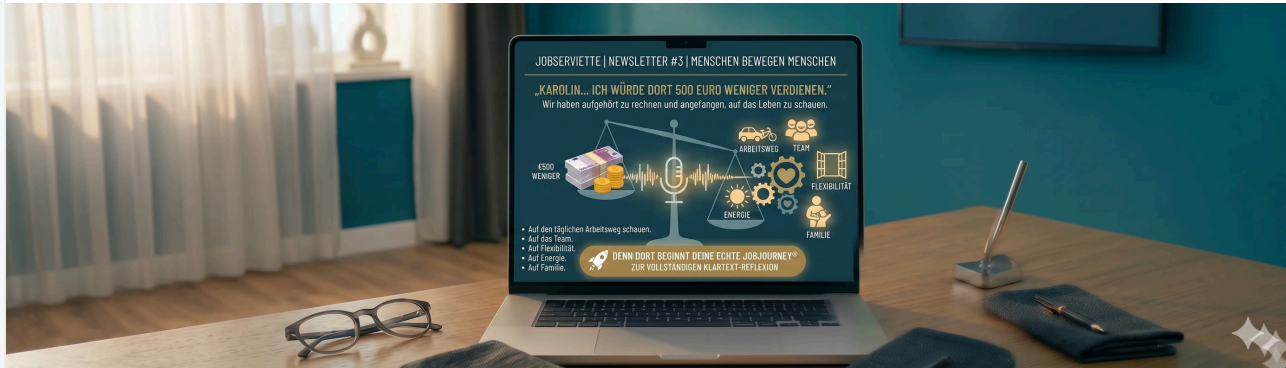 JOBSERVIETTE | NEWSLETTER #3 | MENSCHEN BEWEGEN MENSCHEN
„KAROLIN... ICH WÜRDE DORT 500 EURO WENIGER VERDIENEN.“
Wir haben aufgehört zu rechnen und angefangen, auf das Leben zu schauen.
€500
WENIGER
ARBEITSWEG
TEAM
FLEXIBILITÄT
ENERGIE
FAMILIE
• Auf den täglichen Arbeitsweg schauen.
• Auf das Team.
• Auf Flexibilität.
• Auf Energie.
• Auf Familie.
DENN DORT BEGINNT DEINE ECHTE JOBJOURNEY®
ZUR VOLLSTÄNDIGEN KLARTEXT-REFLEXION